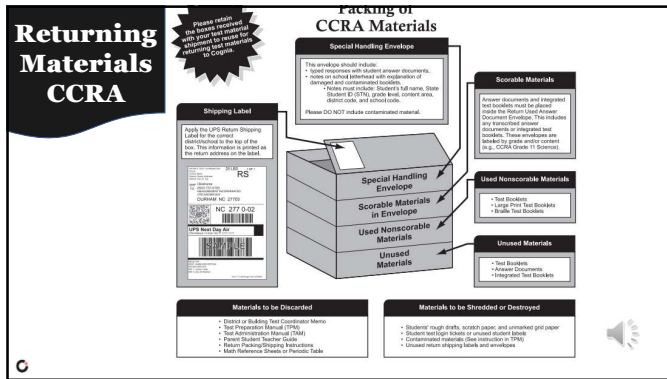 Returning
Materials
CCRA
Please retain
the boxes received
with your test material
shipment to reuse for
returning test materials
to Cognia.
Packing of
CCRA Materials
Special Handling Envelope
This envelope should include:
• typed responses with student answer documents.
• notes on school letterhead with explanation of
damaged and contaminated booklets.
• Notes must include: Student's full name, State
Student ID (STN), grade level, content area,
district code, and school code.
Please DO NOT include contaminated material.
Scorable Materials
Answer documents and integrated
test booklets must be placed
inside the Return Used Answer
Document Envelope. This includes
any transcribed answer
documents or integrated test
booklets. These envelopes are
labeled by grade and/or content
(e.g., CCRA Grade 11 Science).
Shipping Label
Apply the UPS Return Shipping
Label for the correct
district/school to the top of the
box. This information is printed as
the return address on the label.
RS
DURHAM NC 27703
NC 277 0-02
UPS Next Day Air
SAMPLE
Special Handling
Envelope
Scorable Materials
in Envelope
Used Nonscorable
Materials
Unused
Materials
Used Nonscorable Materials
• Test Booklets
• Large Print Test Booklets
• Braille Test Booklets
Unused Materials
• Test Booklets
• Answer Documents
• Integrated Test Booklets
Materials to be Discarded
• District or Building Test Coordinator Memo
• Test Preparation Manual (TPM)
• Test Administration Manual (TAM)
• Parent Student Teacher Guide
• Return Packing/Shipping Instructions
• Math Reference Sheets or Periodic Table
Materials to be Shredded or Destroyed
• Students' rough drafts, scratch paper, and unmarked grid paper
• Student test login tickets or unused student labels
• Contaminated materials (See instruction in TPM)
• Unused return shipping labels and envelopes